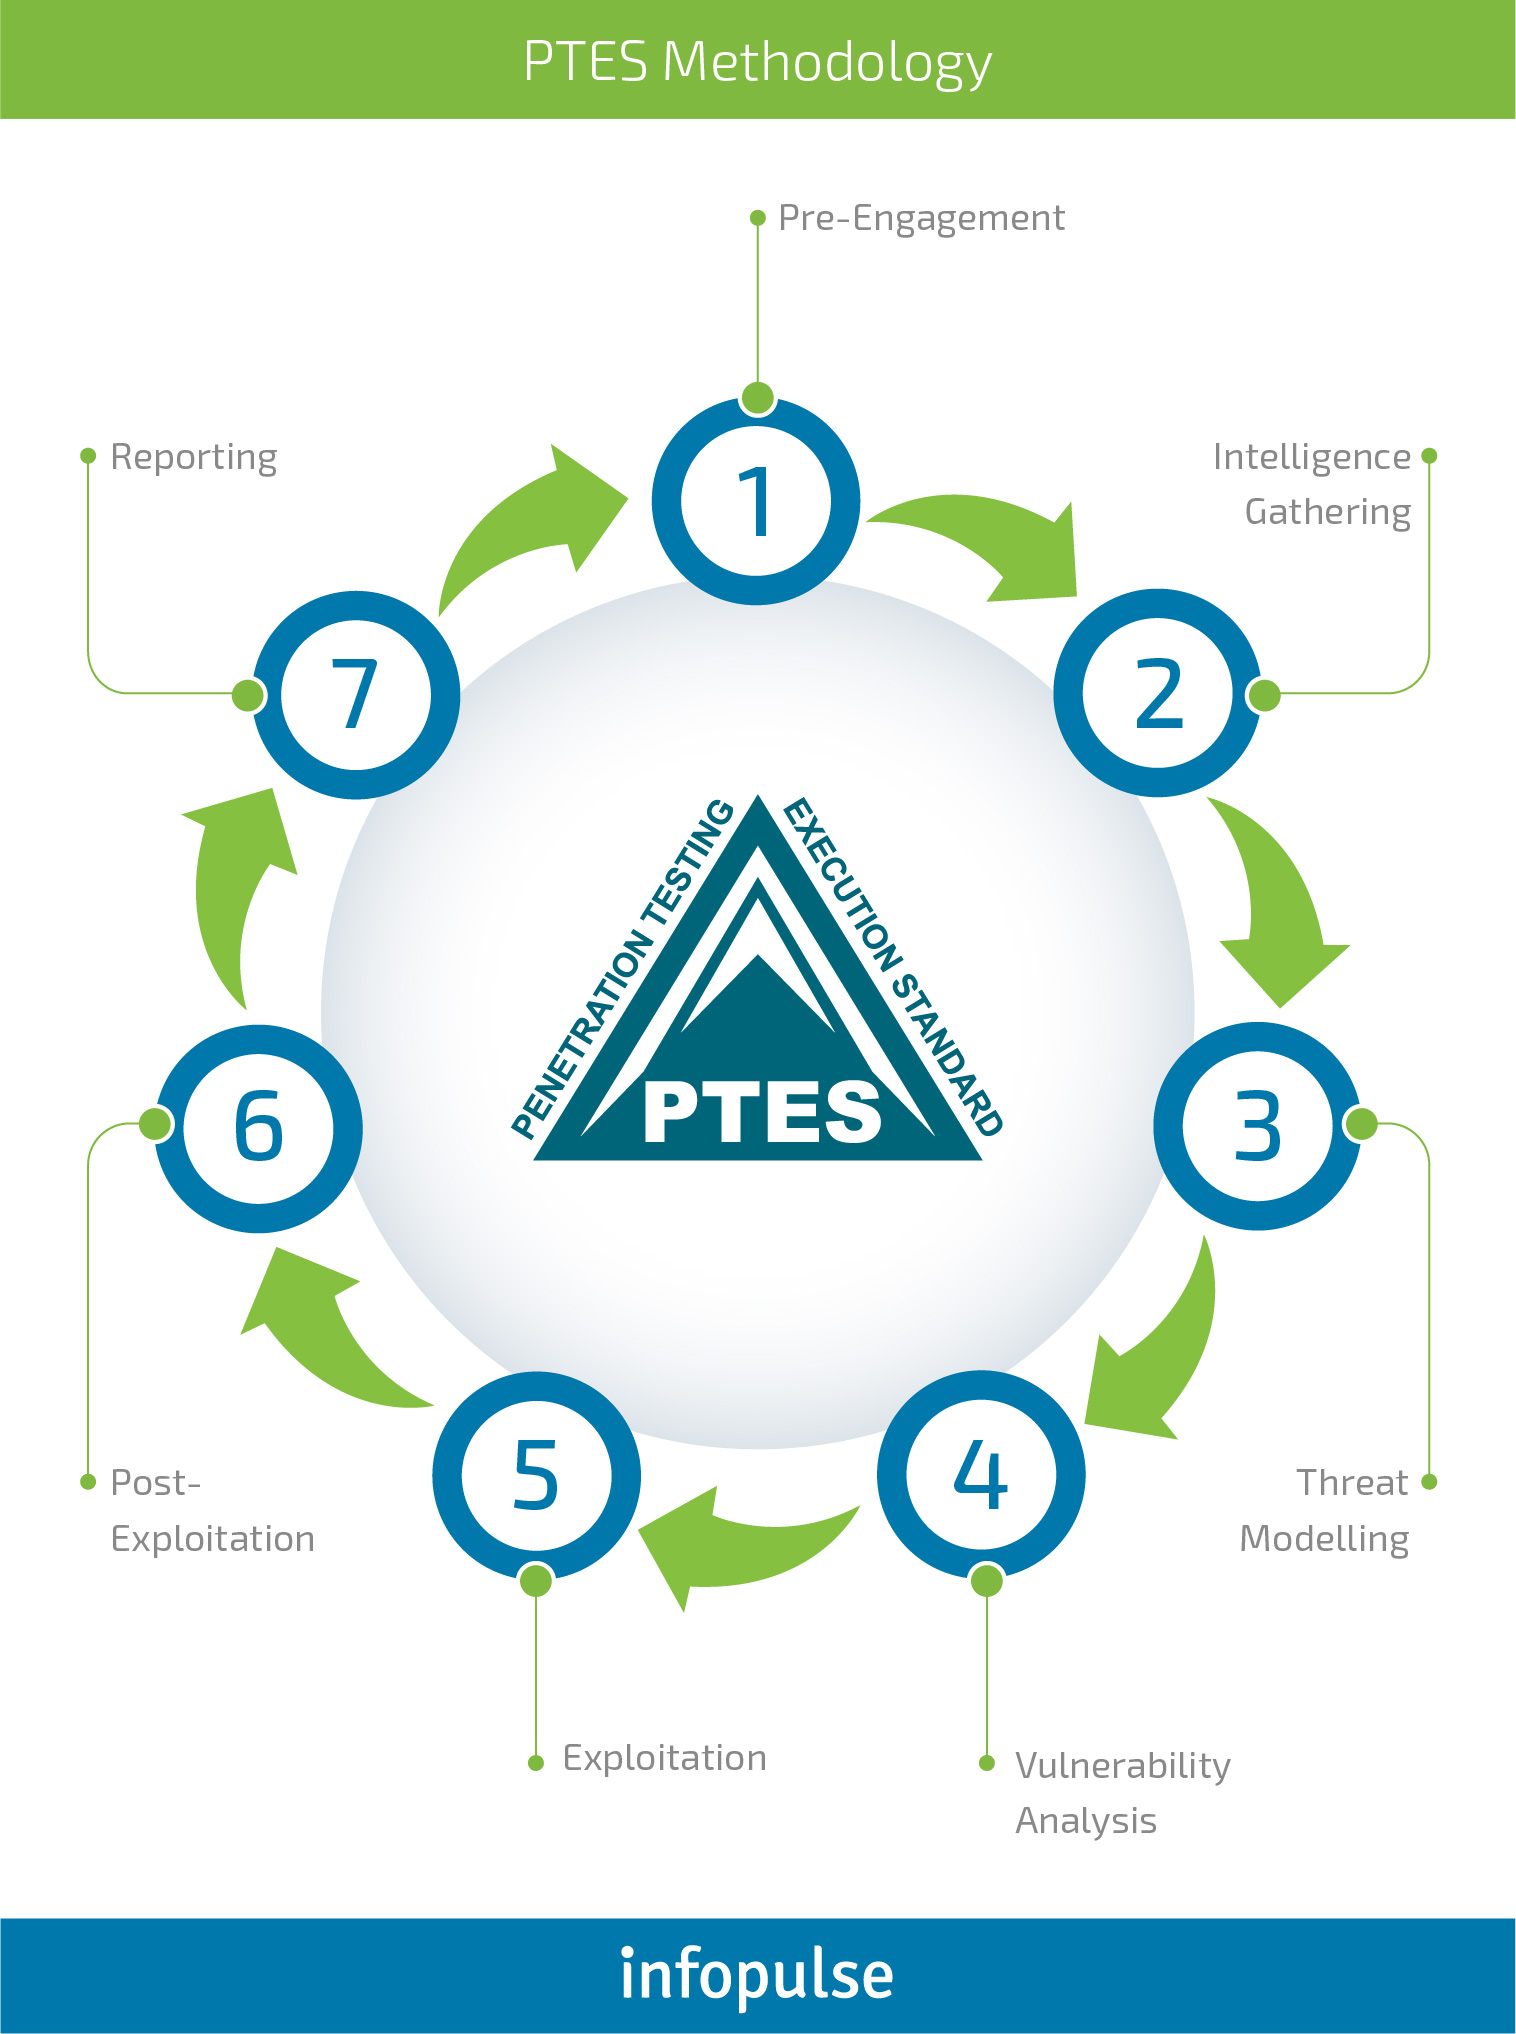 PTES Methodology
Pre-Engagement
1
Intelligence
Gathering
2
Threat
Modelling
3
Vulnerability
Analysis
4
Exploitation
5
Post-
Exploitation
6
Reporting
7
PENETRATION TESTING
EXECUTION STANDARD
PTES
infopulse